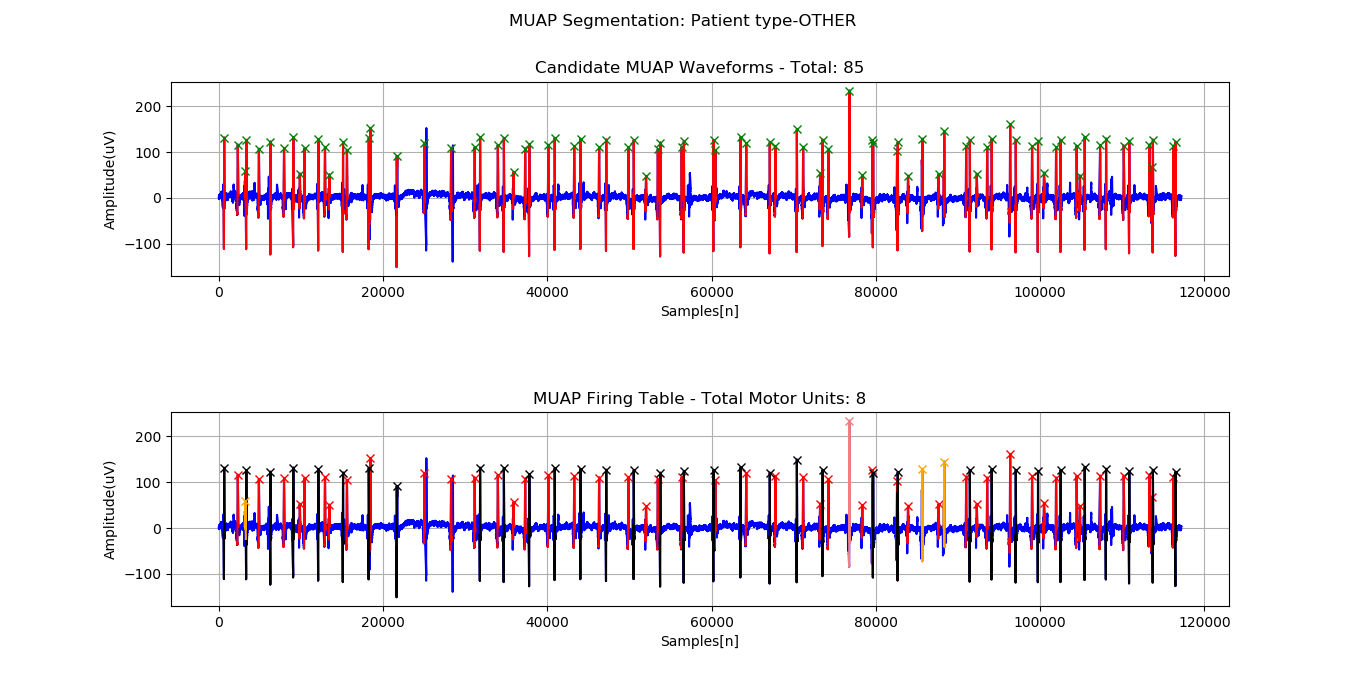 MUAP Segmentation: Patient type-OTHER
Candidate MUAP Waveforms - Total: 85
Amplitude(uV)
200
100
0
−100
0 20000 40000 60000 80000 100000 120000
Samples[n]
MUAP Firing Table - Total Motor Units: 8
Amplitude(uV)
200
100
0
−100
0 20000 40000 60000 80000 100000 120000
Samples[n]